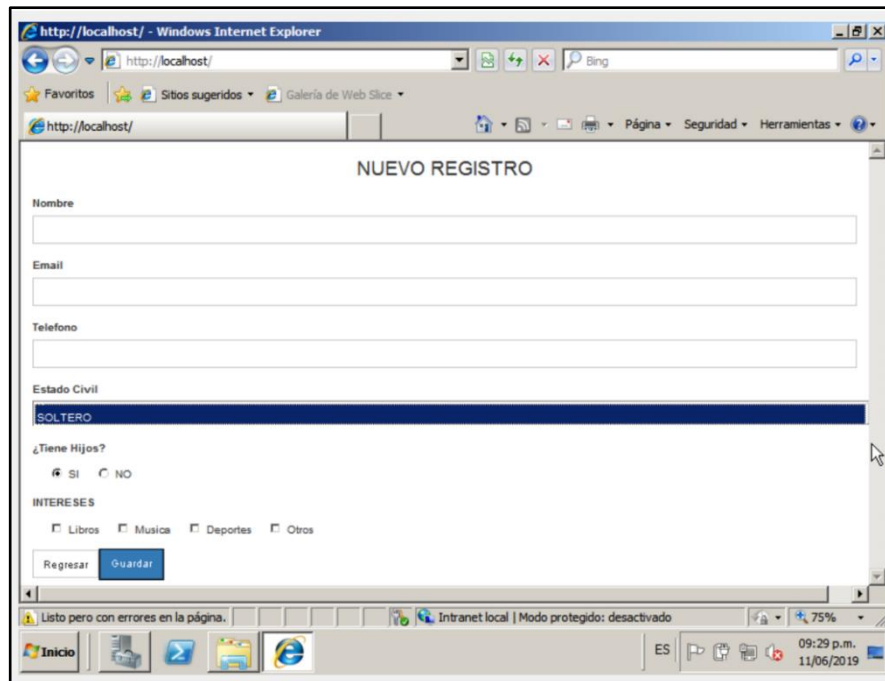 http://localhost/ - Windows Internet Explorer
http://localhost/
Bing
Favoritos Sitios sugeridos Galería de Web Slice
http://localhost/ Página Seguridad Herramientas
NUEVO REGISTRO
Nombre
Email
Telefono
Estado Civil
SOLTERO
¿Tiene Hijos?
SI NO
INTERESES
Libros Musica Deportes Otros
Regresar Guardar
Listo pero con errores en la página. Intranet local | Modo protegido: desactivado 75%
Inicio ES 09:29 p.m.
11/06/2019